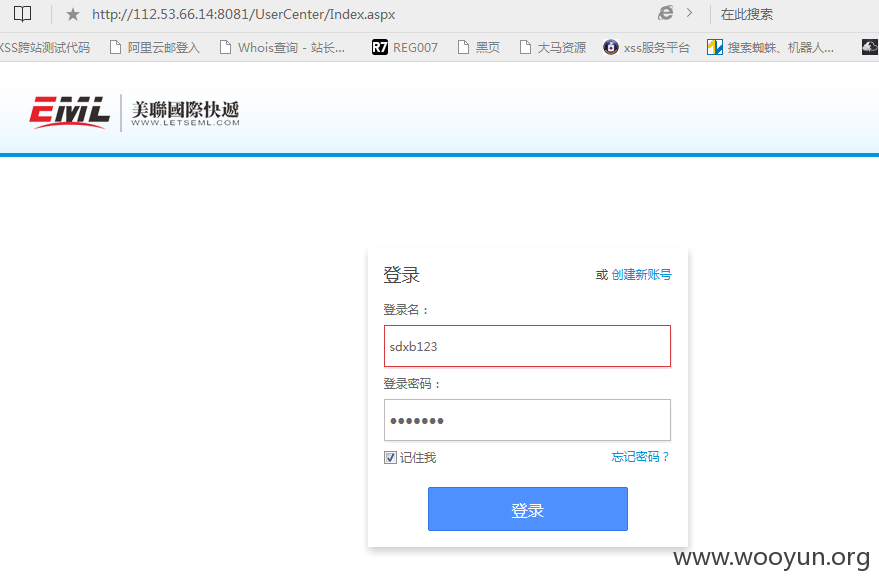 http://112.53.66.14:8081/UserCenter/Index.aspx 在此搜索
XSS跨站测试代码 阿里云邮登入 Whois查询 - 站长... R7 REG007 黑页 大马资源 xss服务平台 搜索蜘蛛、机器人...
EML 美聯國際快遞
WWW.LETSEML.COM
登录 或 创建新账号
登录名：
sdxb123
登录密码：
•••••••
记住我 忘记密码？
登录
www.wooyun.org